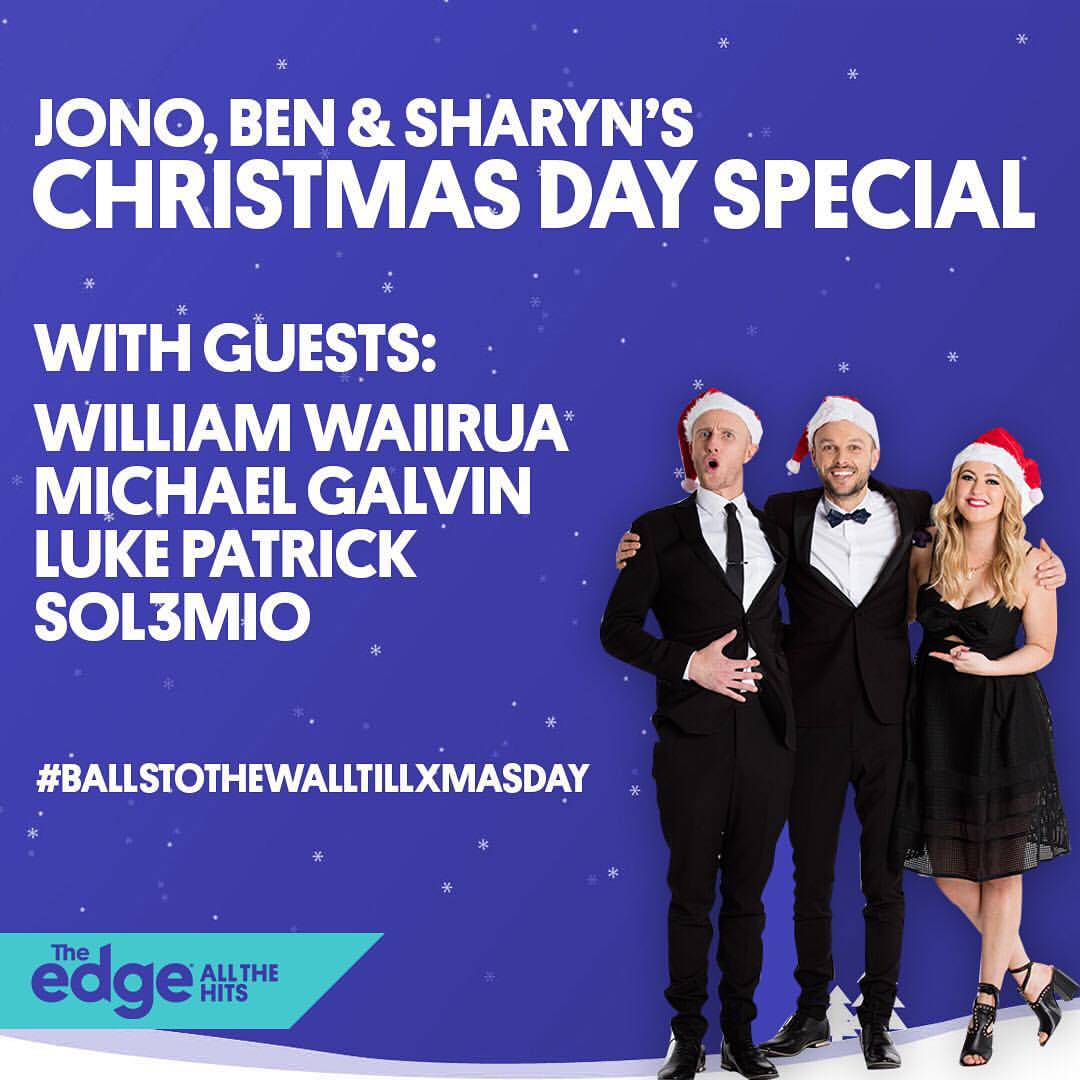 JONO, BEN & SHARYN'S
CHRISTMAS DAY SPECIAL
WITH GUESTS:
WILLIAM WAIIRUA
MICHAEL GALVIN
LUKE PATRICK
SOL3MIO
#BALLSTOTHEWALLTILLXMASDAY
The
edge
ALL THE
HITS